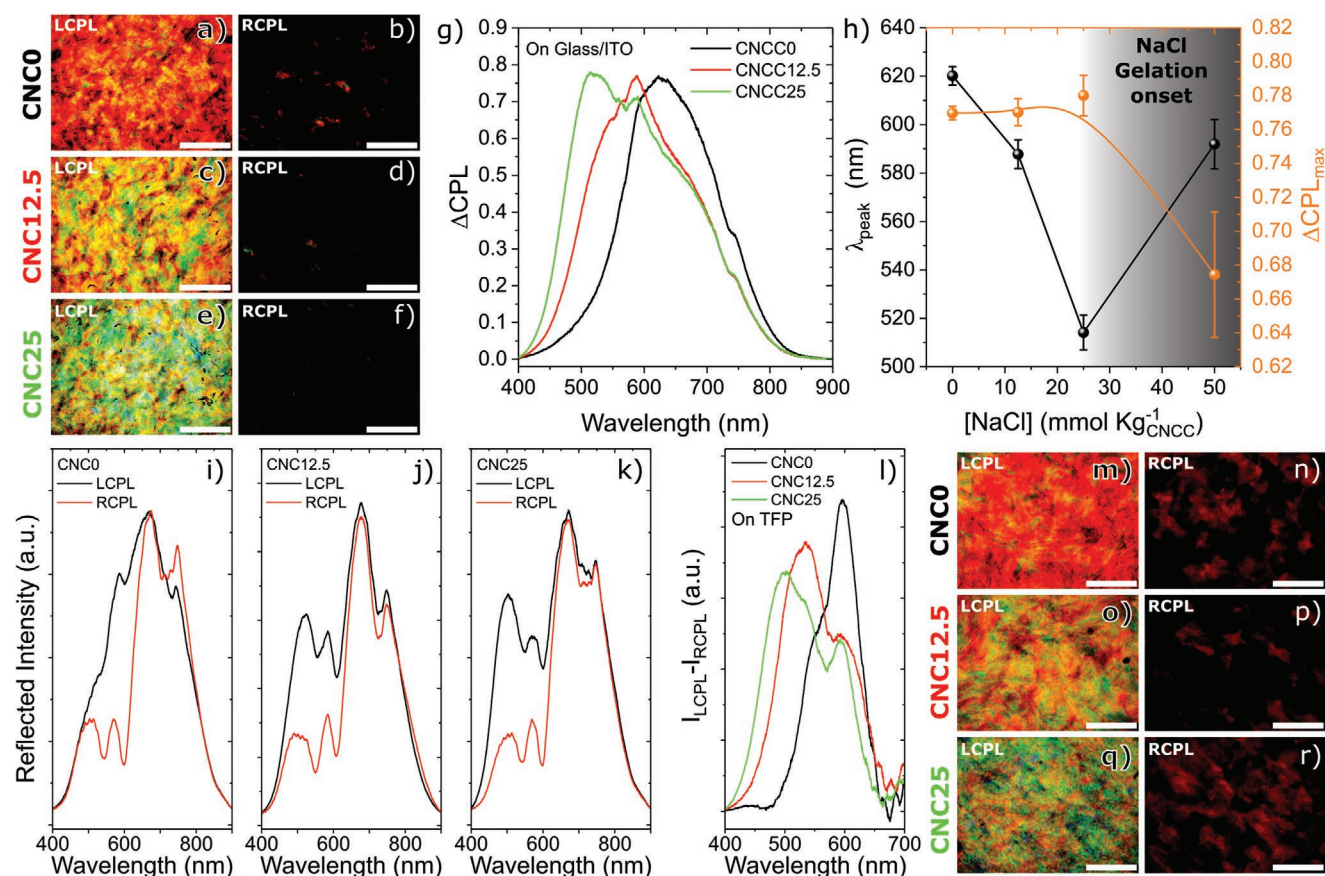 CNC0
LCPL
a)
RCPL
b)
CNC12.5
LCPL
c)
RCPL
d)
CNC25
LCPL
e)
RCPL
f)
g)
On Glass/ITO
CNCC0
CNCC12.5
CNCC25
ΔCPL
0.9
0.8
0.7
0.6
0.5
0.4
0.3
0.2
0.1
0.0
400 500 600 700 800 900
Wavelength (nm)
h)
NaCl
Gelation
onset
λpeak (nm)
640
620
600
580
560
540
520
500
ΔCPLmax
0.82
0.80
0.78
0.76
0.74
0.72
0.70
0.68
0.66
0.64
0.62
0 10 20 30 40 50
[NaCl] (mmol Kg-1CNCC)
Reflected Intensity (a.u.)
i)
CNC0
LCPL
RCPL
400 600 800
Wavelength (nm)
j)
CNC12.5
LCPL
RCPL
400 600 800
Wavelength (nm)
k)
CNC25
LCPL
RCPL
400 600 800
Wavelength (nm)
l)
CNC0
CNC12.5
CNC25
On TFP
ILCPL-IRCPL (a.u.)
400 500 600 700
Wavelength (nm)
CNC0
LCPL
m)
RCPL
n)
CNC12.5
LCPL
o)
RCPL
p)
CNC25
LCPL
q)
RCPL
r)